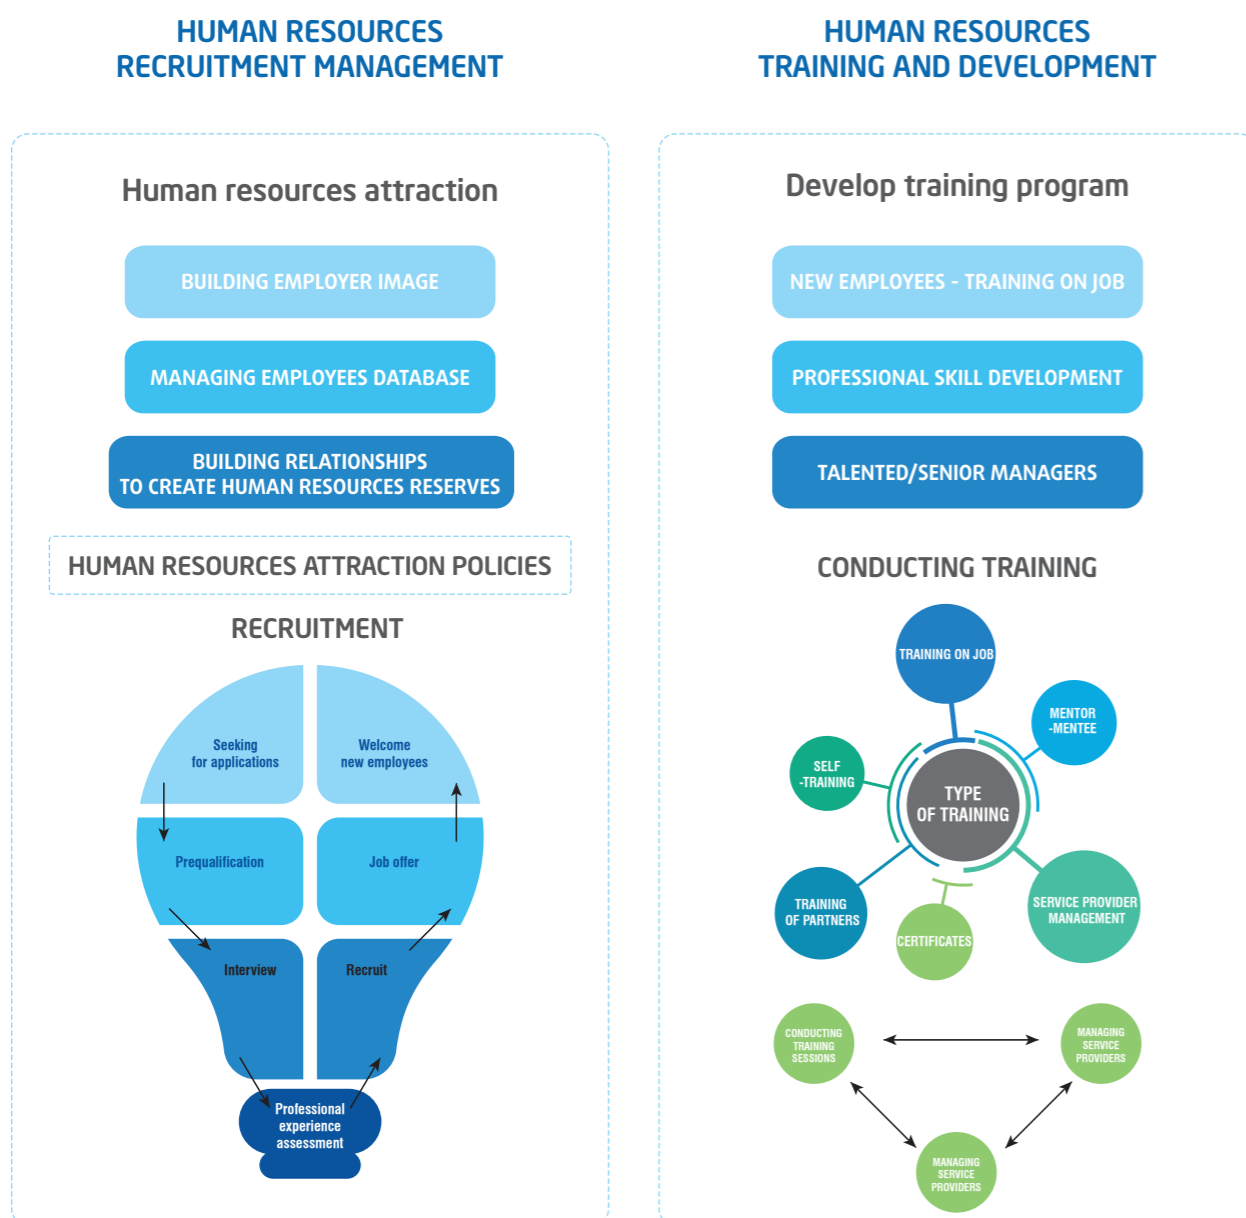 HUMAN RESOURCES
RECRUITMENT MANAGEMENT
Human resources attraction
BUILDING EMPLOYER IMAGE
MANAGING EMPLOYEES DATABASE
BUILDING RELATIONSHIPS
TO CREATE HUMAN RESOURCES RESERVES
HUMAN RESOURCES ATTRACTION POLICIES
RECRUITMENT
Seeking
for applications
Welcome
new employees
Prequalification
Job offer
Interview
Recruit
Professional
experience
assessment
HUMAN RESOURCES
TRAINING AND DEVELOPMENT
Develop training program
NEW EMPLOYEES - TRAINING ON JOB
PROFESSIONAL SKILL DEVELOPMENT
TALENTED/SENIOR MANAGERS
CONDUCTING TRAINING
TRAINING ON JOB
MENTOR
-MENTEE
SELF
-TRAINING
TYPE
OF TRAINING
TRAINING
OF PARTNERS
CERTIFICATES
SERVICE PROVIDER
MANAGEMENT
CONDUCTING
TRAINING
SESSIONS
MANAGING
SERVICE
PROVIDERS
MANAGING
SERVICE
PROVIDERS